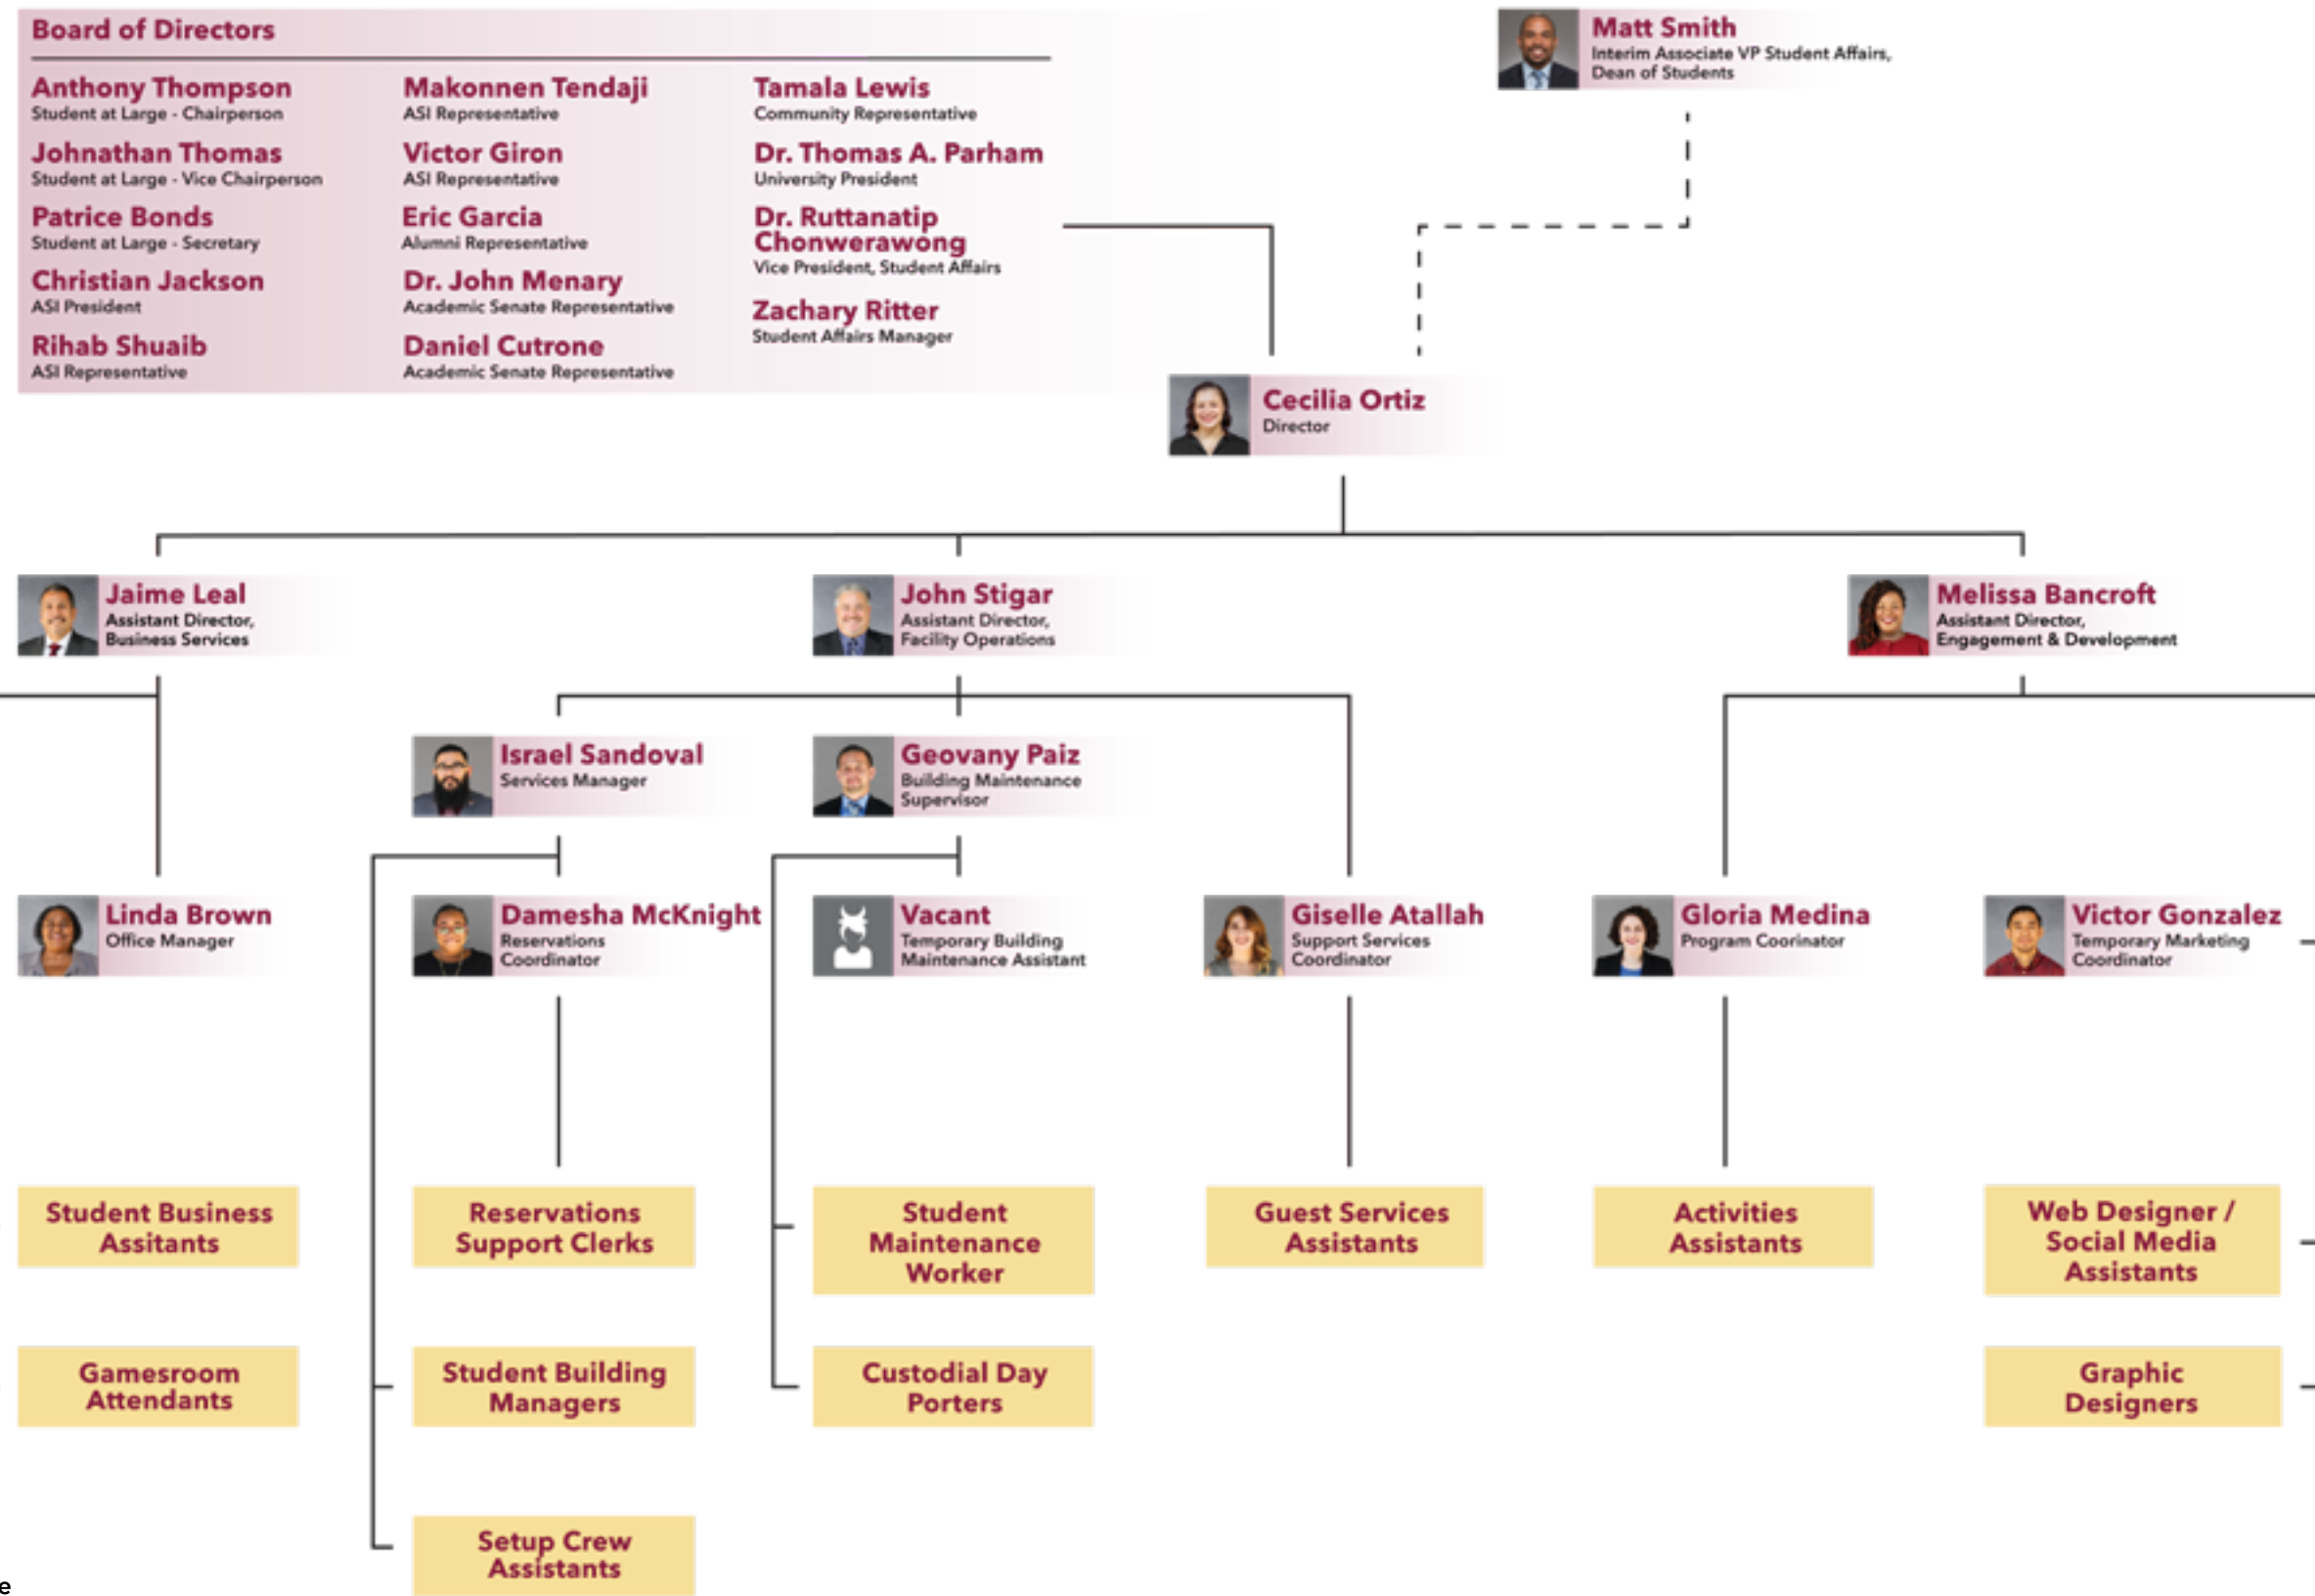 Board of Directors
Anthony Thompson
Student at Large - Chairperson
Johnathan Thomas
Student at Large - Vice Chairperson
Patrice Bonds
Student at Large - Secretary
Christian Jackson
ASI President
Rihab Shuaib
ASI Representative
Makonnen Tendaji
ASI Representative
Victor Giron
ASI Representative
Eric Garcia
Alumni Representative
Dr. John Menary
Academic Senate Representative
Daniel Cutrone
Academic Senate Representative
Tamala Lewis
Community Representative
Dr. Thomas A. Parham
University President
Dr. Ruttanatip
Chonwerawong
Vice President, Student Affairs
Zachary Ritter
Student Affairs Manager
Matt Smith
Interim Associate VP Student Affairs,
Dean of Students
Cecilia Ortiz
Director
Jaime Leal
Assistant Director,
Business Services
John Stigar
Assistant Director,
Facility Operations
Melissa Bancroft
Assistant Director,
Engagement & Development
Israel Sandoval
Services Manager
Geovany Paiz
Building Maintenance
Supervisor
Linda Brown
Office Manager
Damesha McKnight
Reservations
Coordinator
Vacant
Temporary Building
Maintenance Assistant
Giselle Atallah
Support Services
Coordinator
Gloria Medina
Program Coorinator
Victor Gonzalez
Temporary Marketing
Coordinator
Student Business
Assitants
Reservations
Support Clerks
Student
Maintenance
Worker
Guest Services
Assistants
Activities
Assistants
Web Designer /
Social Media
Assistants
Gamesroom
Attendants
Student Building
Managers
Custodial Day
Porters
Graphic
Designers
Setup Crew
Assistants
e